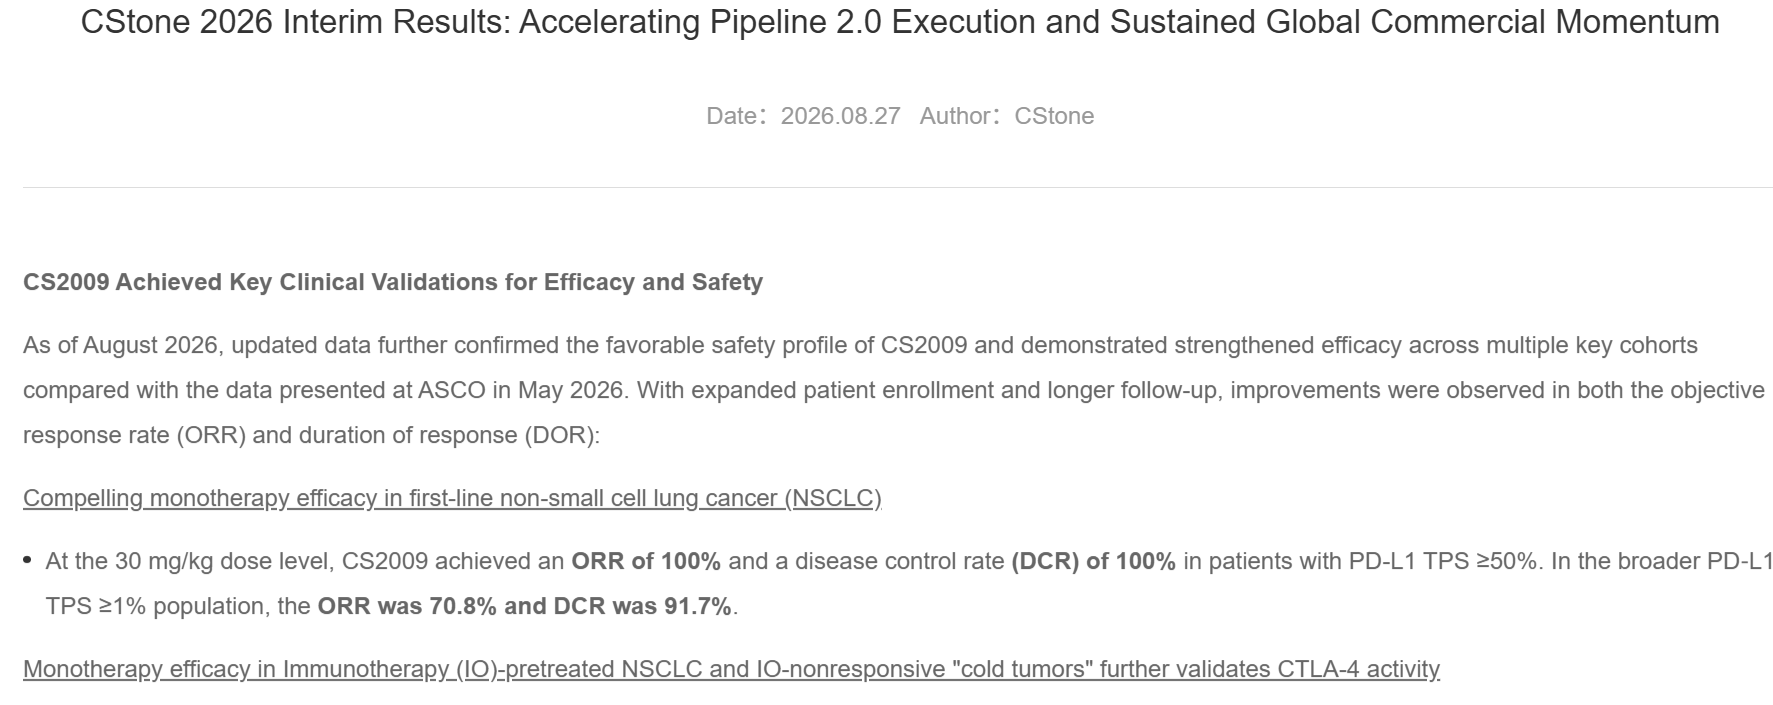 CStone 2026 Interim Results: Accelerating Pipeline 2.0 Execution and Sustained Global Commercial Momentum
Date：2026.08.27 Author：CStone
CS2009 Achieved Key Clinical Validations for Efficacy and Safety
As of August 2026, updated data further confirmed the favorable safety profile of CS2009 and demonstrated strengthened efficacy across multiple key cohorts
compared with the data presented at ASCO in May 2026. With expanded patient enrollment and longer follow-up, improvements were observed in both the objective
response rate (ORR) and duration of response (DOR):
Compelling monotherapy efficacy in first-line non-small cell lung cancer (NSCLC)
• At the 30 mg/kg dose level, CS2009 achieved an ORR of 100% and a disease control rate (DCR) of 100% in patients with PD-L1 TPS ≥50%. In the broader PD-L1
TPS ≥1% population, the ORR was 70.8% and DCR was 91.7%.
Monotherapy efficacy in Immunotherapy (IO)-pretreated NSCLC and IO-nonresponsive "cold tumors" further validates CTLA-4 activity